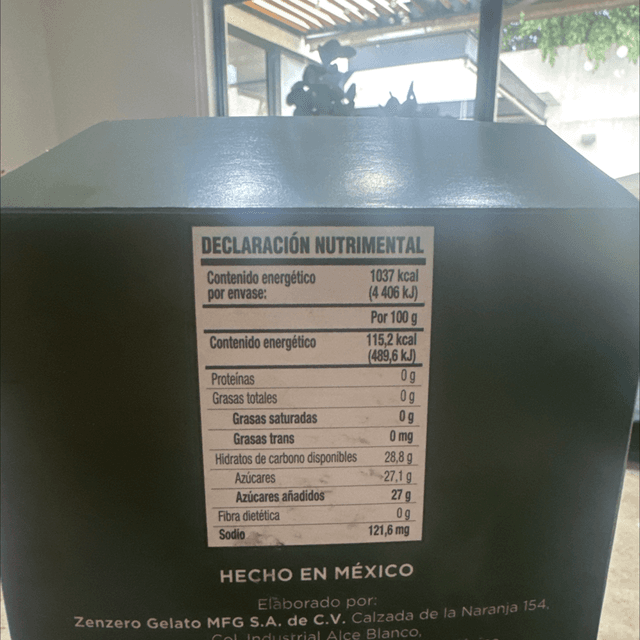 DECLARACIÓN NUTRIMENTAL
Contenido energético 1037 kcal
por envase: (4 406 kJ)
Por 100 g
Contenido energético 115,2 kcal
(489,6 kJ)
Proteínas 0 g
Grasas totales 0 g
Grasas saturadas 0 g
Grasas trans 0 mg
Hidratos de carbono disponibles 28,8 g
Azúcares 27,1 g
Azúcares añadidos 27 g
Fibra dietética 0 g
Sodio 121,6 mg
HECHO EN MÉXICO
Elaborado por:
Zenzero Gelato MFG S.A. de C.V. Calzada de la Naranja 154,
Col. Industrial Alce Blanco,